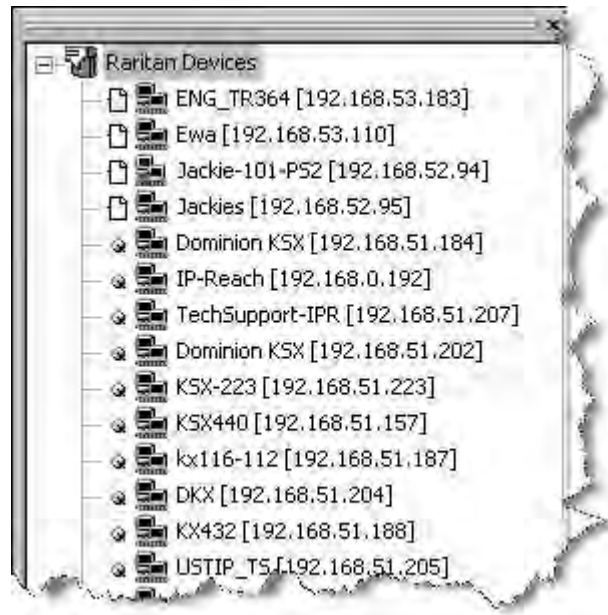 Raritan Devices
ENG_TR364 [192.168.53.183]
Ewa [192.168.53.110]
Jackie-101-PS2 [192.168.52.94]
Jackies [192.168.52.95]
Dominion KSX [192.168.51.184]
IP-Reach [192.168.0.192]
TechSupport-IPR [192.168.51.207]
Dominion KSX [192.168.51.202]
KSX-223 [192.168.51.223]
KSX440 [192.168.51.157]
kx116-112 [192.168.51.187]
DKX [192.168.51.204]
KX432 [192.168.51.188]
USTIP_TS [192.168.51.205]